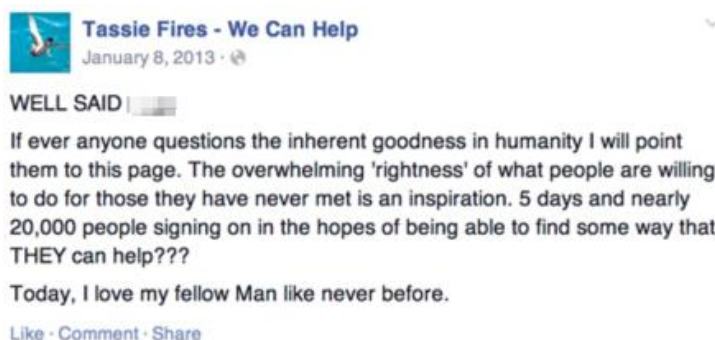 Tassie Fires - We Can Help
January 8, 2013 ·
WELL SAID
If ever anyone questions the inherent goodness in humanity I will point
them to this page. The overwhelming 'rightness' of what people are willing
to do for those they have never met is an inspiration. 5 days and nearly
20,000 people signing on in the hopes of being able to find some way that
THEY can help???
Today, I love my fellow Man like never before.
Like · Comment · Share